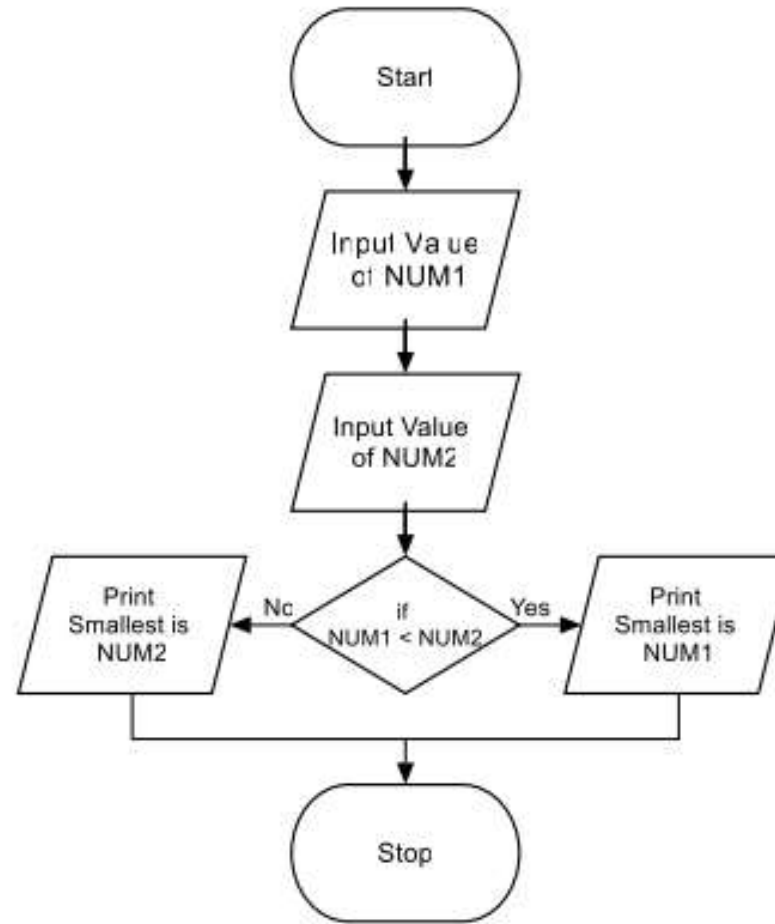 Start
Input Value
of NUM1
Input Value
of NUM2
if
NUM1 < NUM2
No
Yes
Print
Smallest is
NUM2
Print
Smallest is
NUM1
Stop